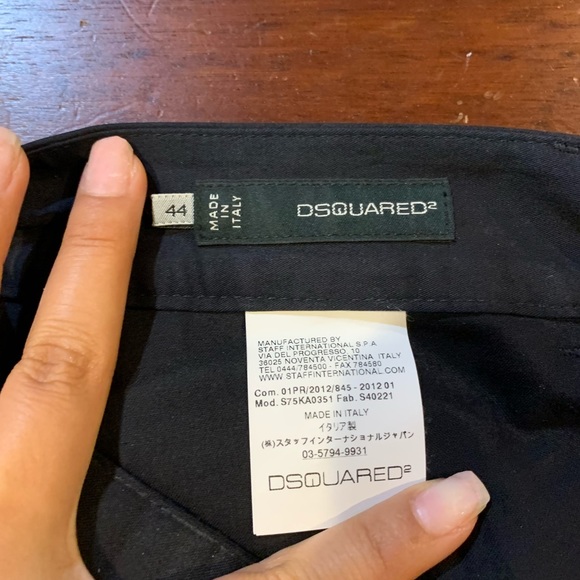 44
MADE
IN
ITALY
DSQUARED²
MANUFACTURED BY
STAFF INTERNATIONAL S.P.A
VIA DEL PROGRESSO, 10
36025 NOVENTA VICENTINA, ITALY
TEL 0444/784500 - FAX 784580
WWW.STAFFINTERNATIONAL.COM
Com. 01PR/2012/845 - 2012 01
Mod. S75KA0351 Fab. S40221
MADE IN ITALY
イタリア製
(株)スタッフインターナショナルジャパン
03-5794-9931
DSQUARED²